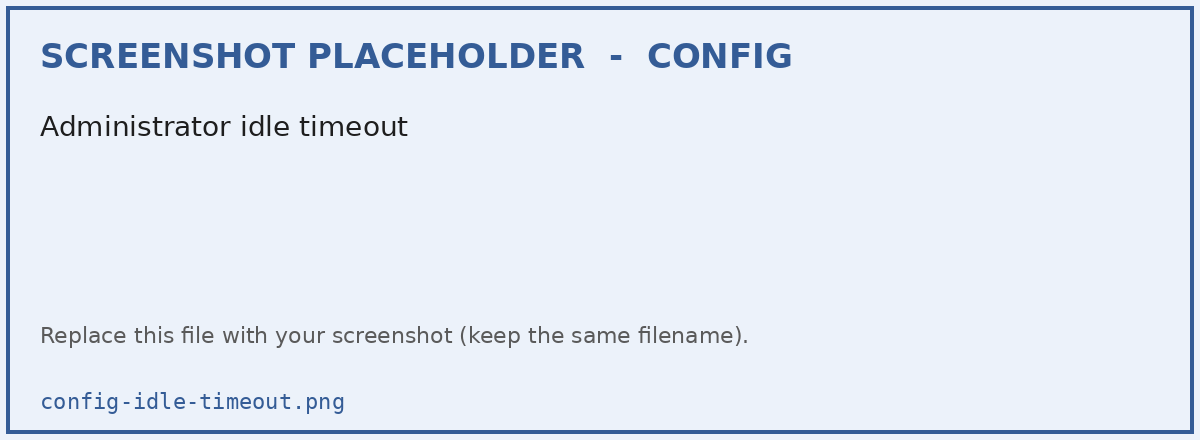 SCREENSHOT PLACEHOLDER - CONFIG
Administrator idle timeout
Replace this file with your screenshot (keep the same filename).
config-idle-timeout.png